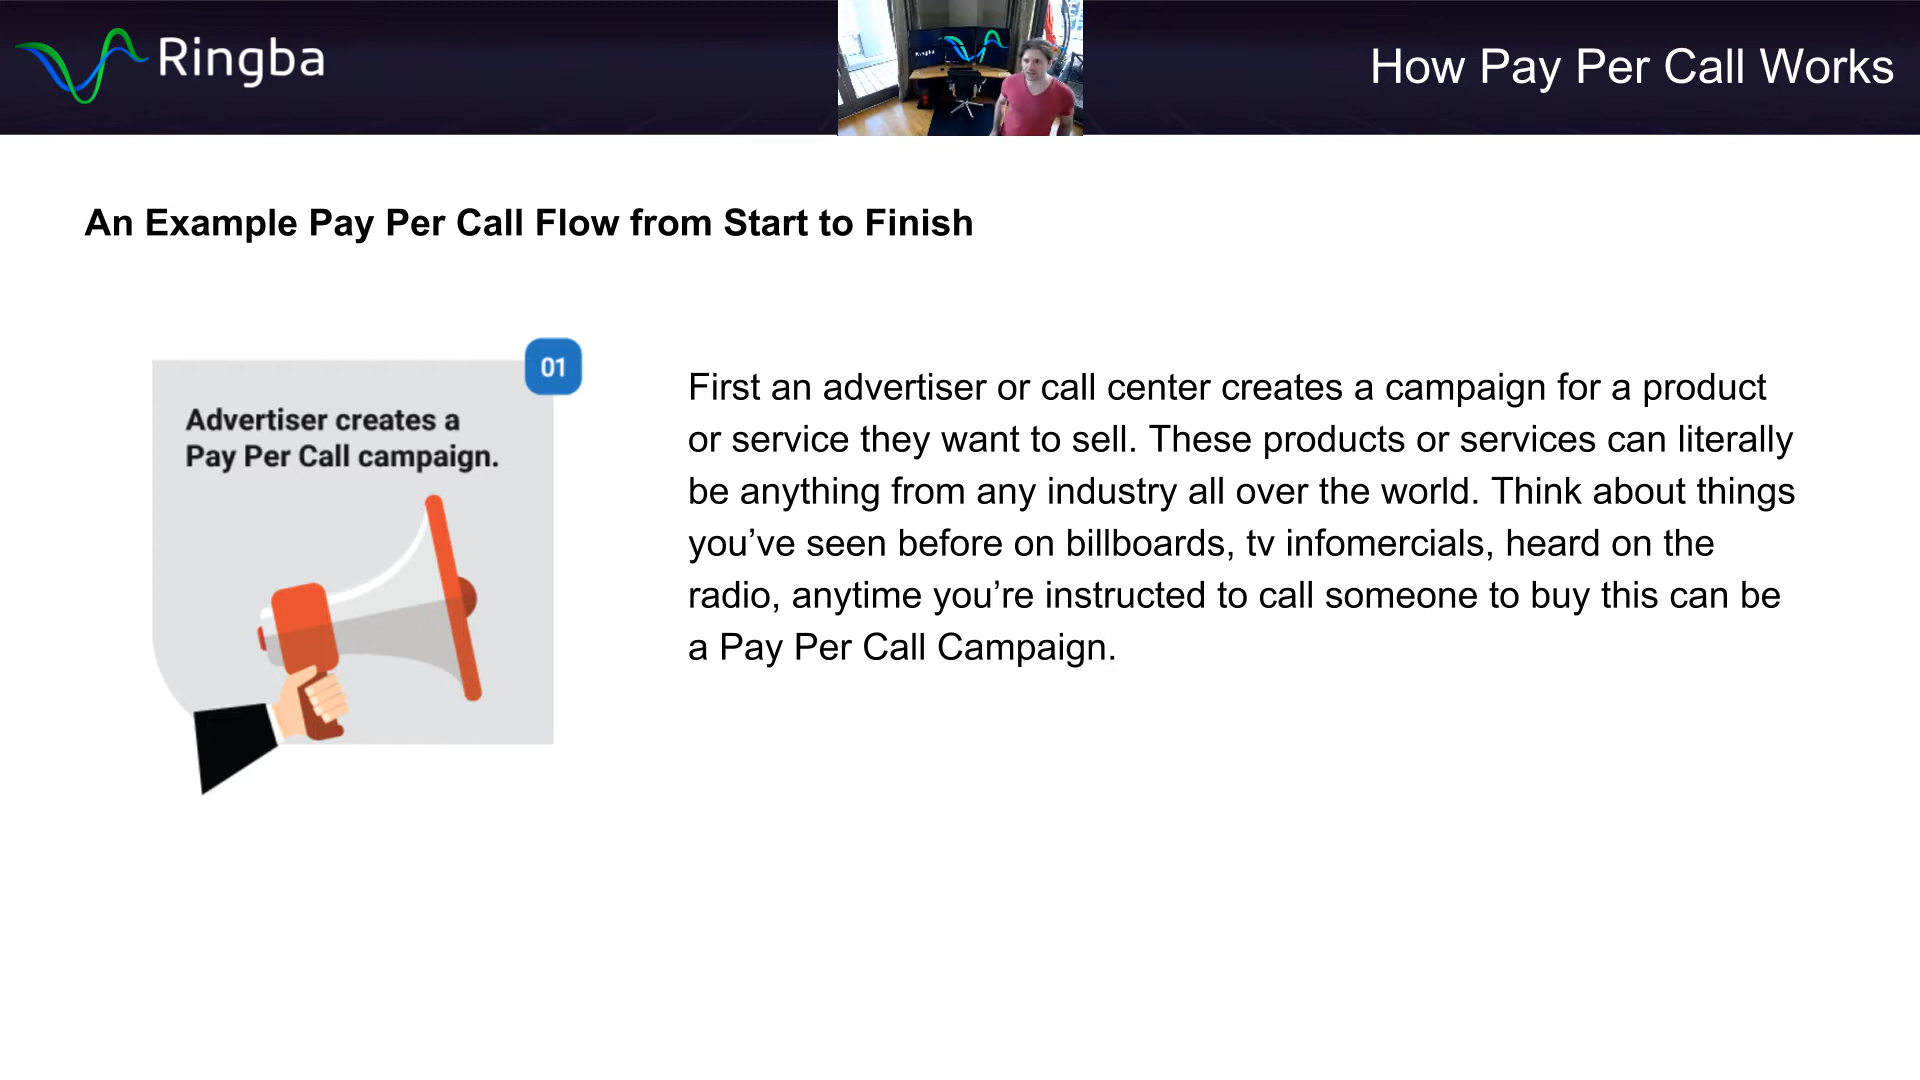 Ringba
How Pay Per Call Works
An Example Pay Per Call Flow from Start to Finish
01
Advertiser creates a
Pay Per Call campaign.
First an advertiser or call center creates a campaign for a product
or service they want to sell. These products or services can literally
be anything from any industry all over the world. Think about things
you’ve seen before on billboards, tv infomercials, heard on the
radio, anytime you’re instructed to call someone to buy this can be
a Pay Per Call Campaign.